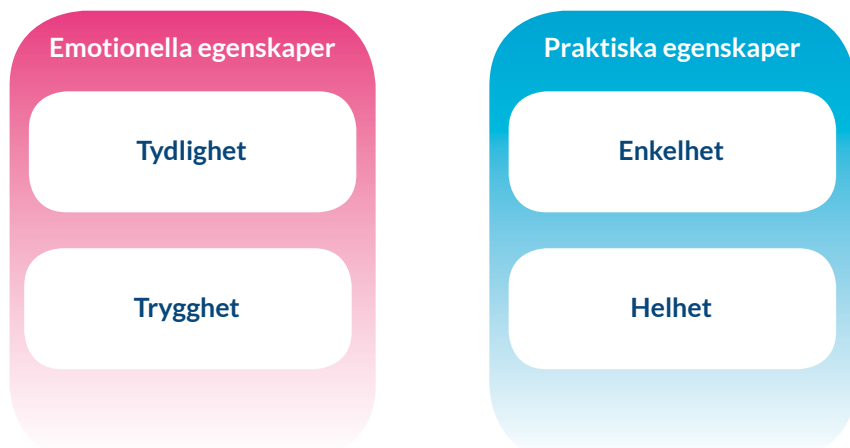 Emotionella egenskaper
Tydlighet
Trygghet
Praktiska egenskaper
Enkelhet
Helhet